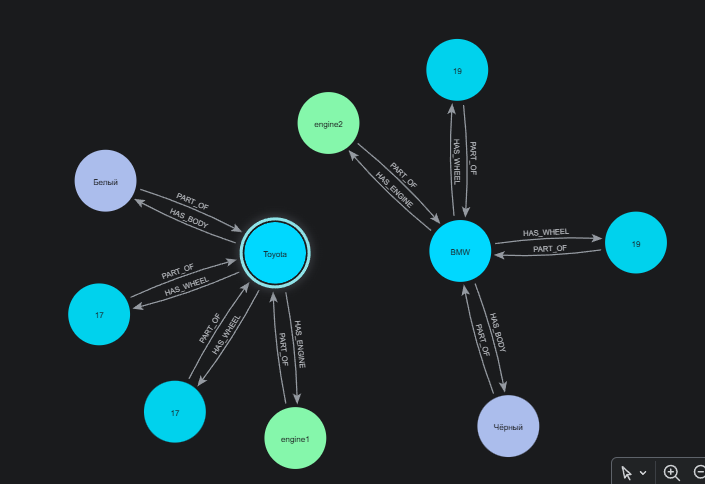 19
engine2
PART_OF
HAS_WHEEL
PART_OF
HAS_ENGINE
Белый
PART_OF
HAS_BODY
HAS_WHEEL
PART_OF
19
BMW
Toyota
PART_OF
HAS_WHEEL
17
PART_OF
HAS_WHEEL
HAS_ENGINE
PART_OF
HAS_BODY
PART_OF
17
engine1
Чёрный